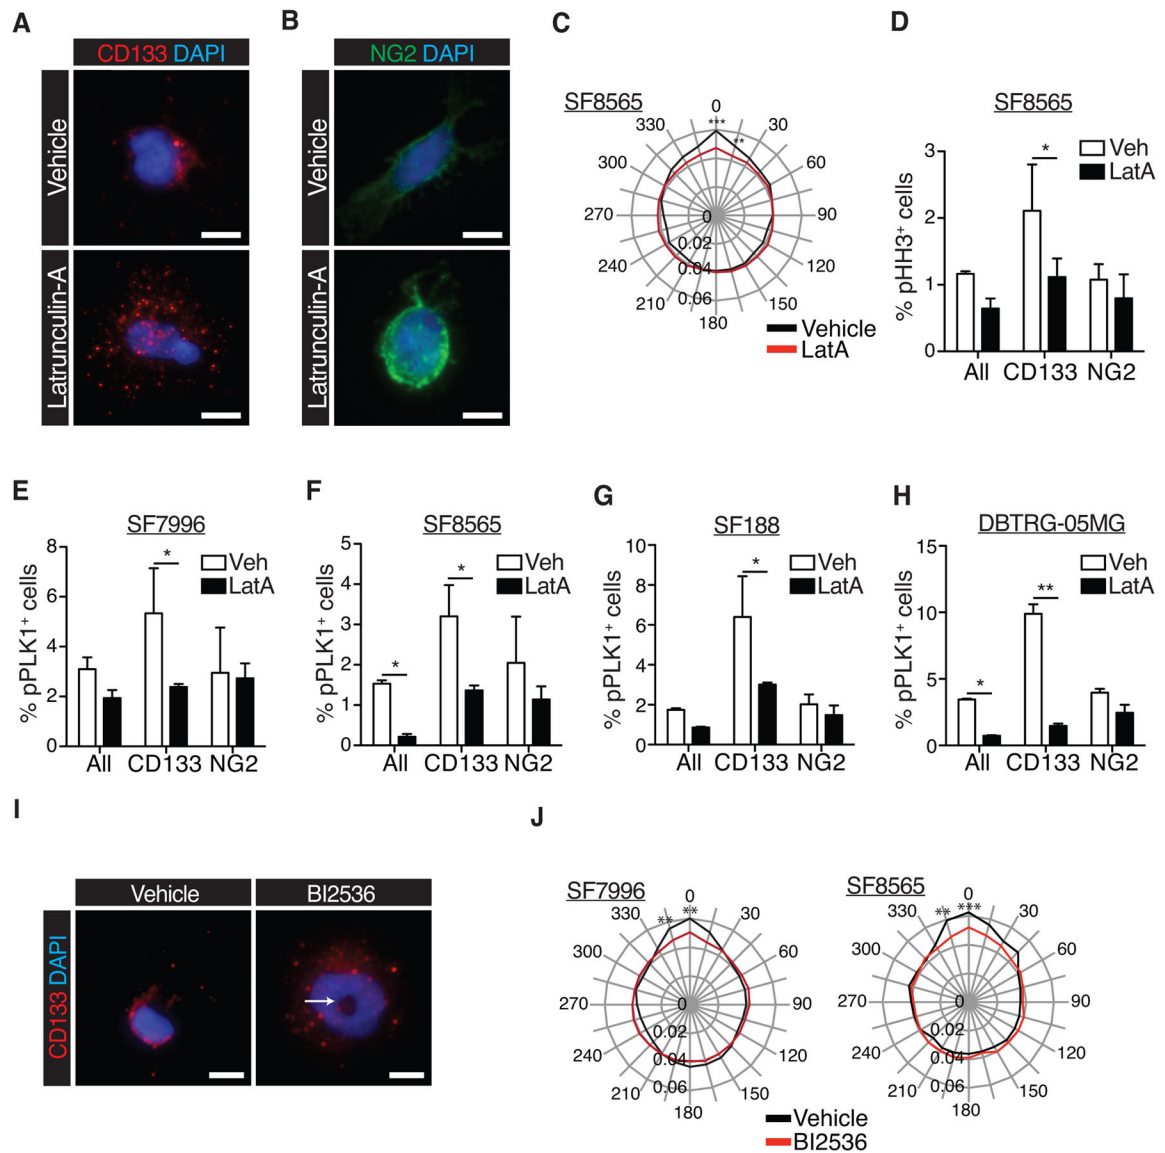 A
CD133 DAPI
Vehicle
Latrunculin-A
B
NG2 DAPI
Vehicle
Latrunculin-A
C
SF8565
0
30
60
90
120
150
180
210
240
270
300
330
***
**
0
0.02
0.04
0.06
Vehicle
LatA
D
SF8565
% pHH3+ cells
3
2
1
0
*
Veh
LatA
All CD133 NG2
E
SF7996
% pPLK1+ cells
8
6
4
2
0
*
Veh
LatA
All CD133 NG2
F
SF8565
% pPLK1+ cells
5
4
3
2
1
0
*
*
Veh
LatA
All CD133 NG2
G
SF188
% pPLK1+ cells
10
8
6
4
2
0
*
Veh
LatA
All CD133 NG2
H
DBTRG-05MG
% pPLK1+ cells
15
10
5
0
*
**
Veh
LatA
All CD133 NG2
I
Vehicle
BI2536
CD133 DAPI
J
SF7996
0
30
60
90
120
150
180
210
240
270
300
330
**
**
0
0.02
0.04
0.06
SF8565
0
30
60
90
120
150
180
210
240
270
300
330
**
***
0
0.02
0.04
0.06
Vehicle
BI2536